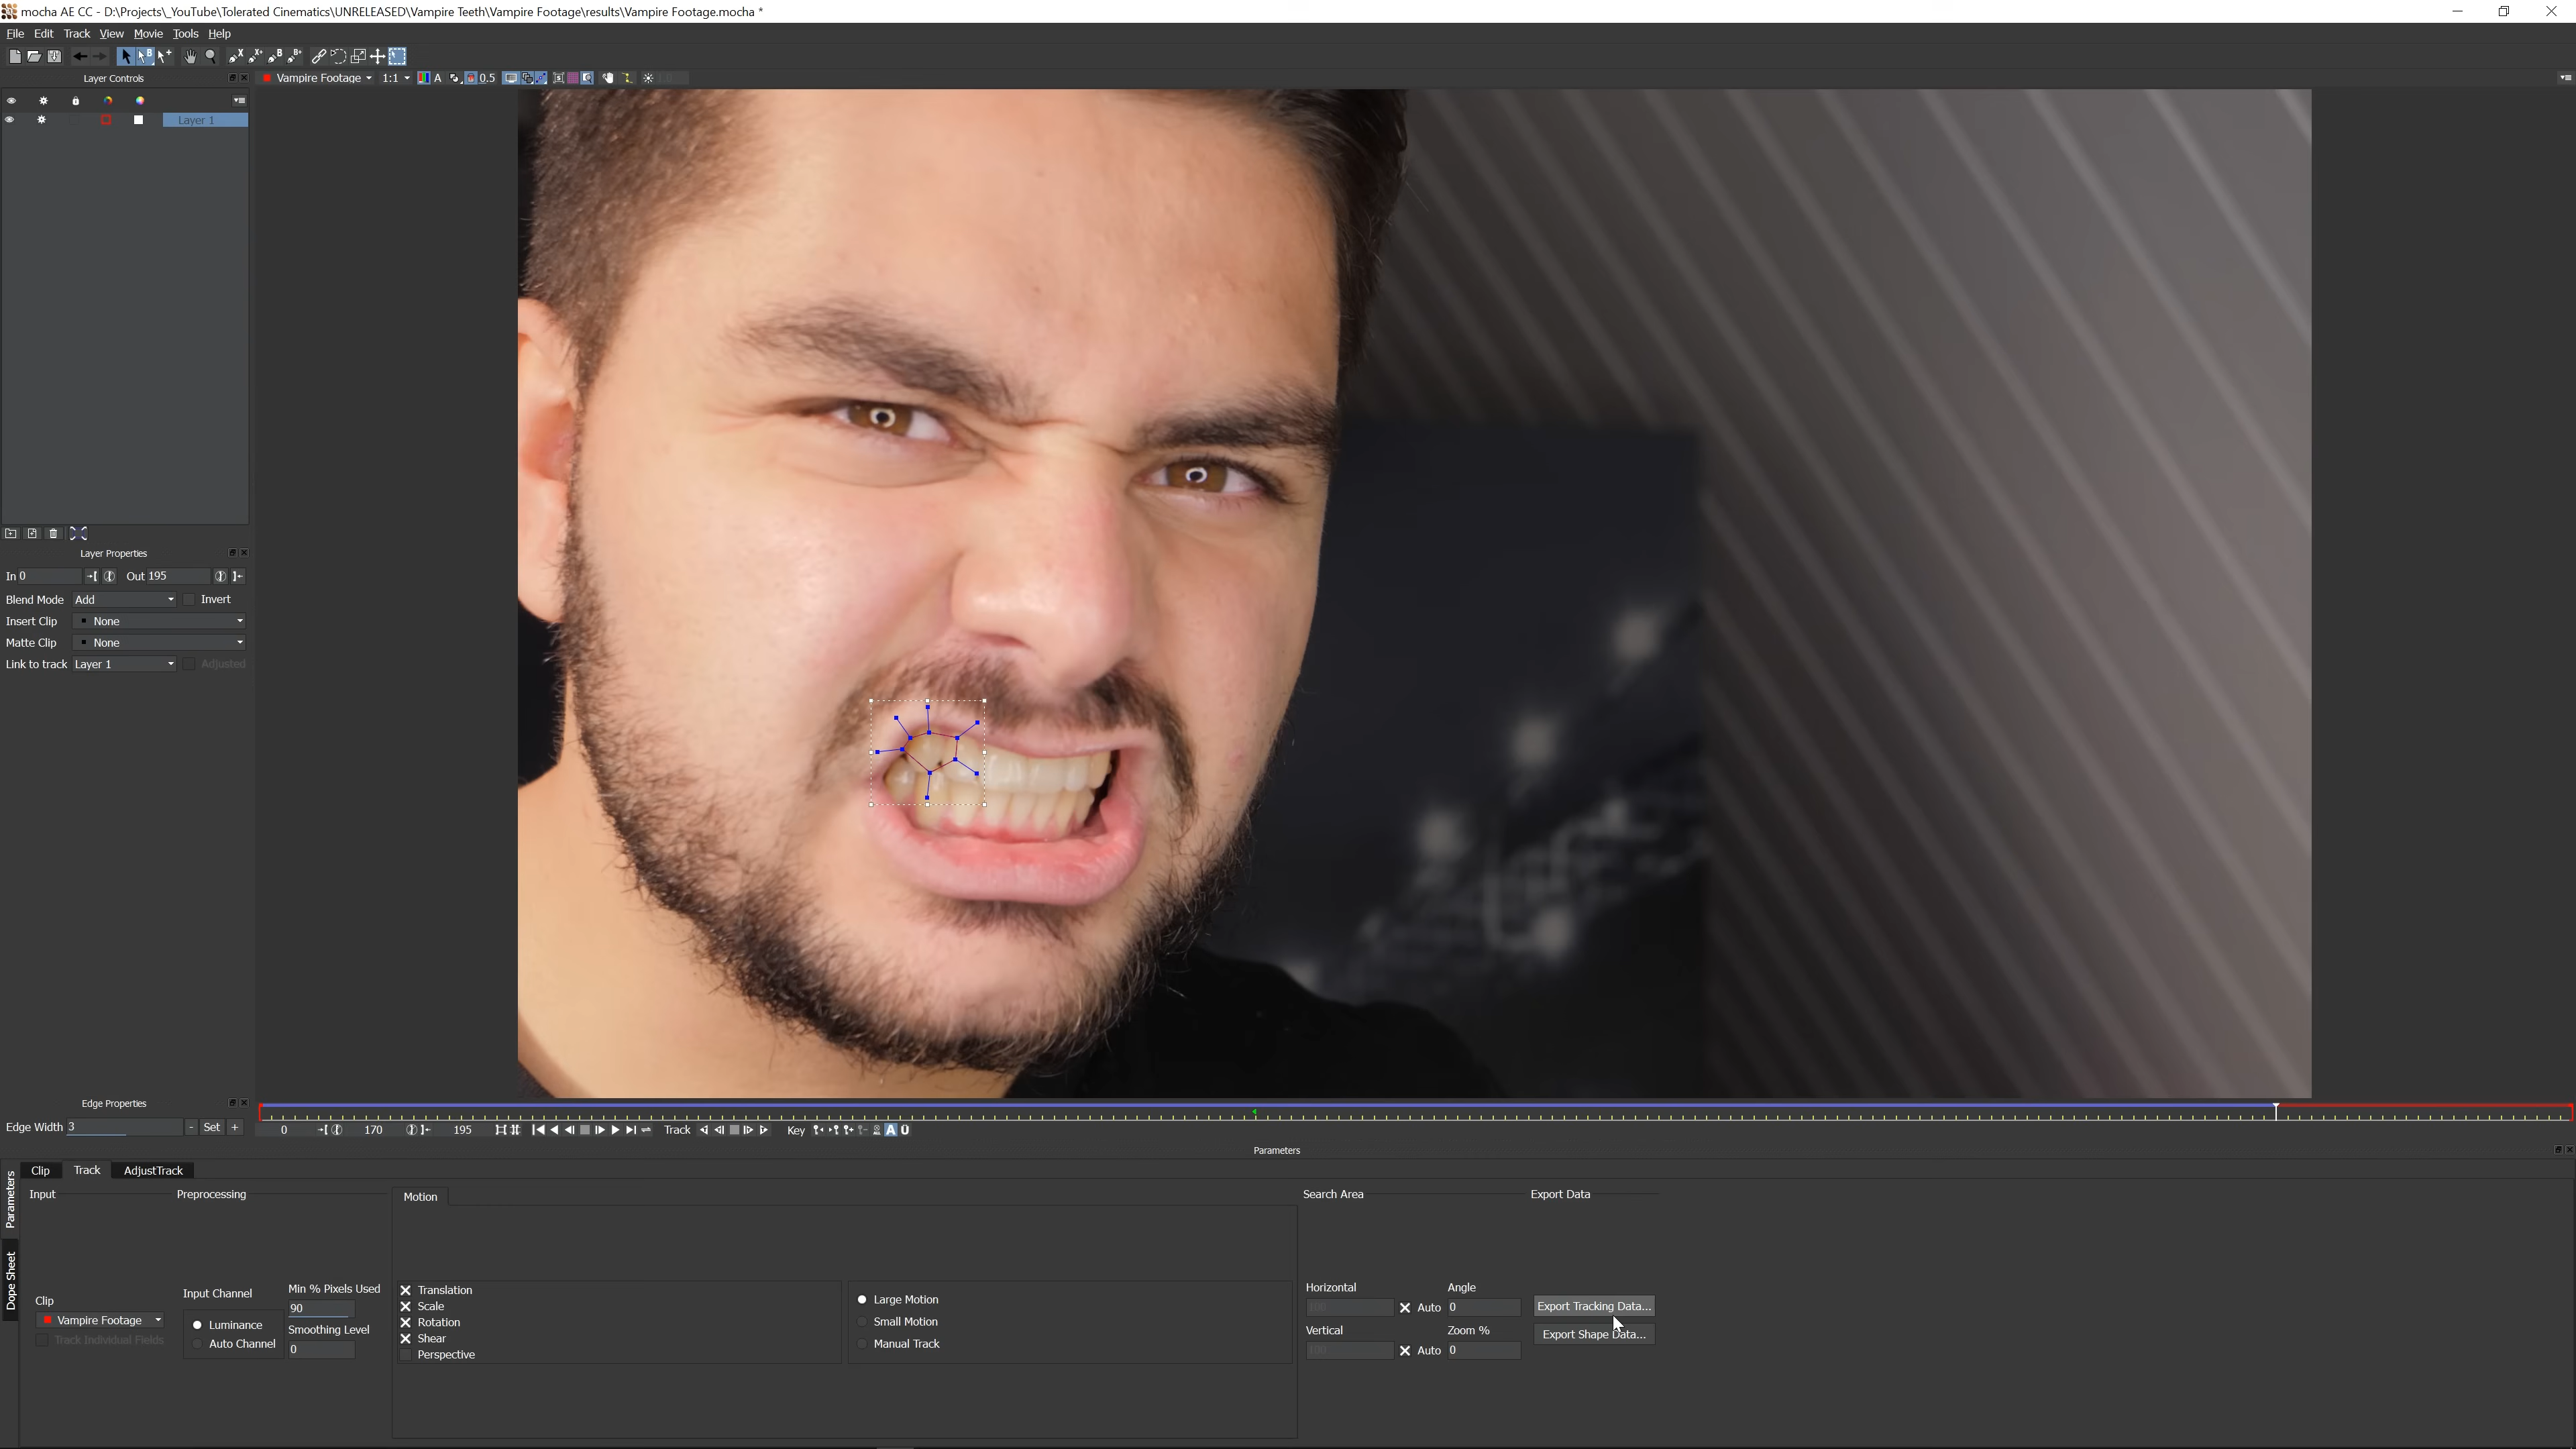 mocha AE CC - D:\Projects\_YouTube\Tolerated Cinematics\UNRELEASED\Vampire Teeth\Vampire Footage\results\Vampire Footage.mocha *
File Edit Track View Movie Tools Help
Layer Controls
Vampire Footage 1:1 A 0.5 1.0
Layer 1
Layer Properties
In 0 Out 195
Blend Mode Add Invert
Insert Clip None
Matte Clip None
Link to track Layer 1 Adjusted
Edge Properties
Edge Width 3 - Set +
0 170 195 Track Key A
Parameters
Parameters
Dope Sheet
Clip Track AdjustTrack
Input Preprocessing
Clip
Vampire Footage
Track Individual Fields
Input Channel
Luminance
Auto Channel
Min % Pixels Used
90
Smoothing Level
0
Motion
Translation
Scale
Rotation
Shear
Perspective
Large Motion
Small Motion
Manual Track
Search Area
Horizontal Angle
100 Auto 0
Vertical Zoom %
100 Auto 0
Export Data
Export Tracking Data...
Export Shape Data...